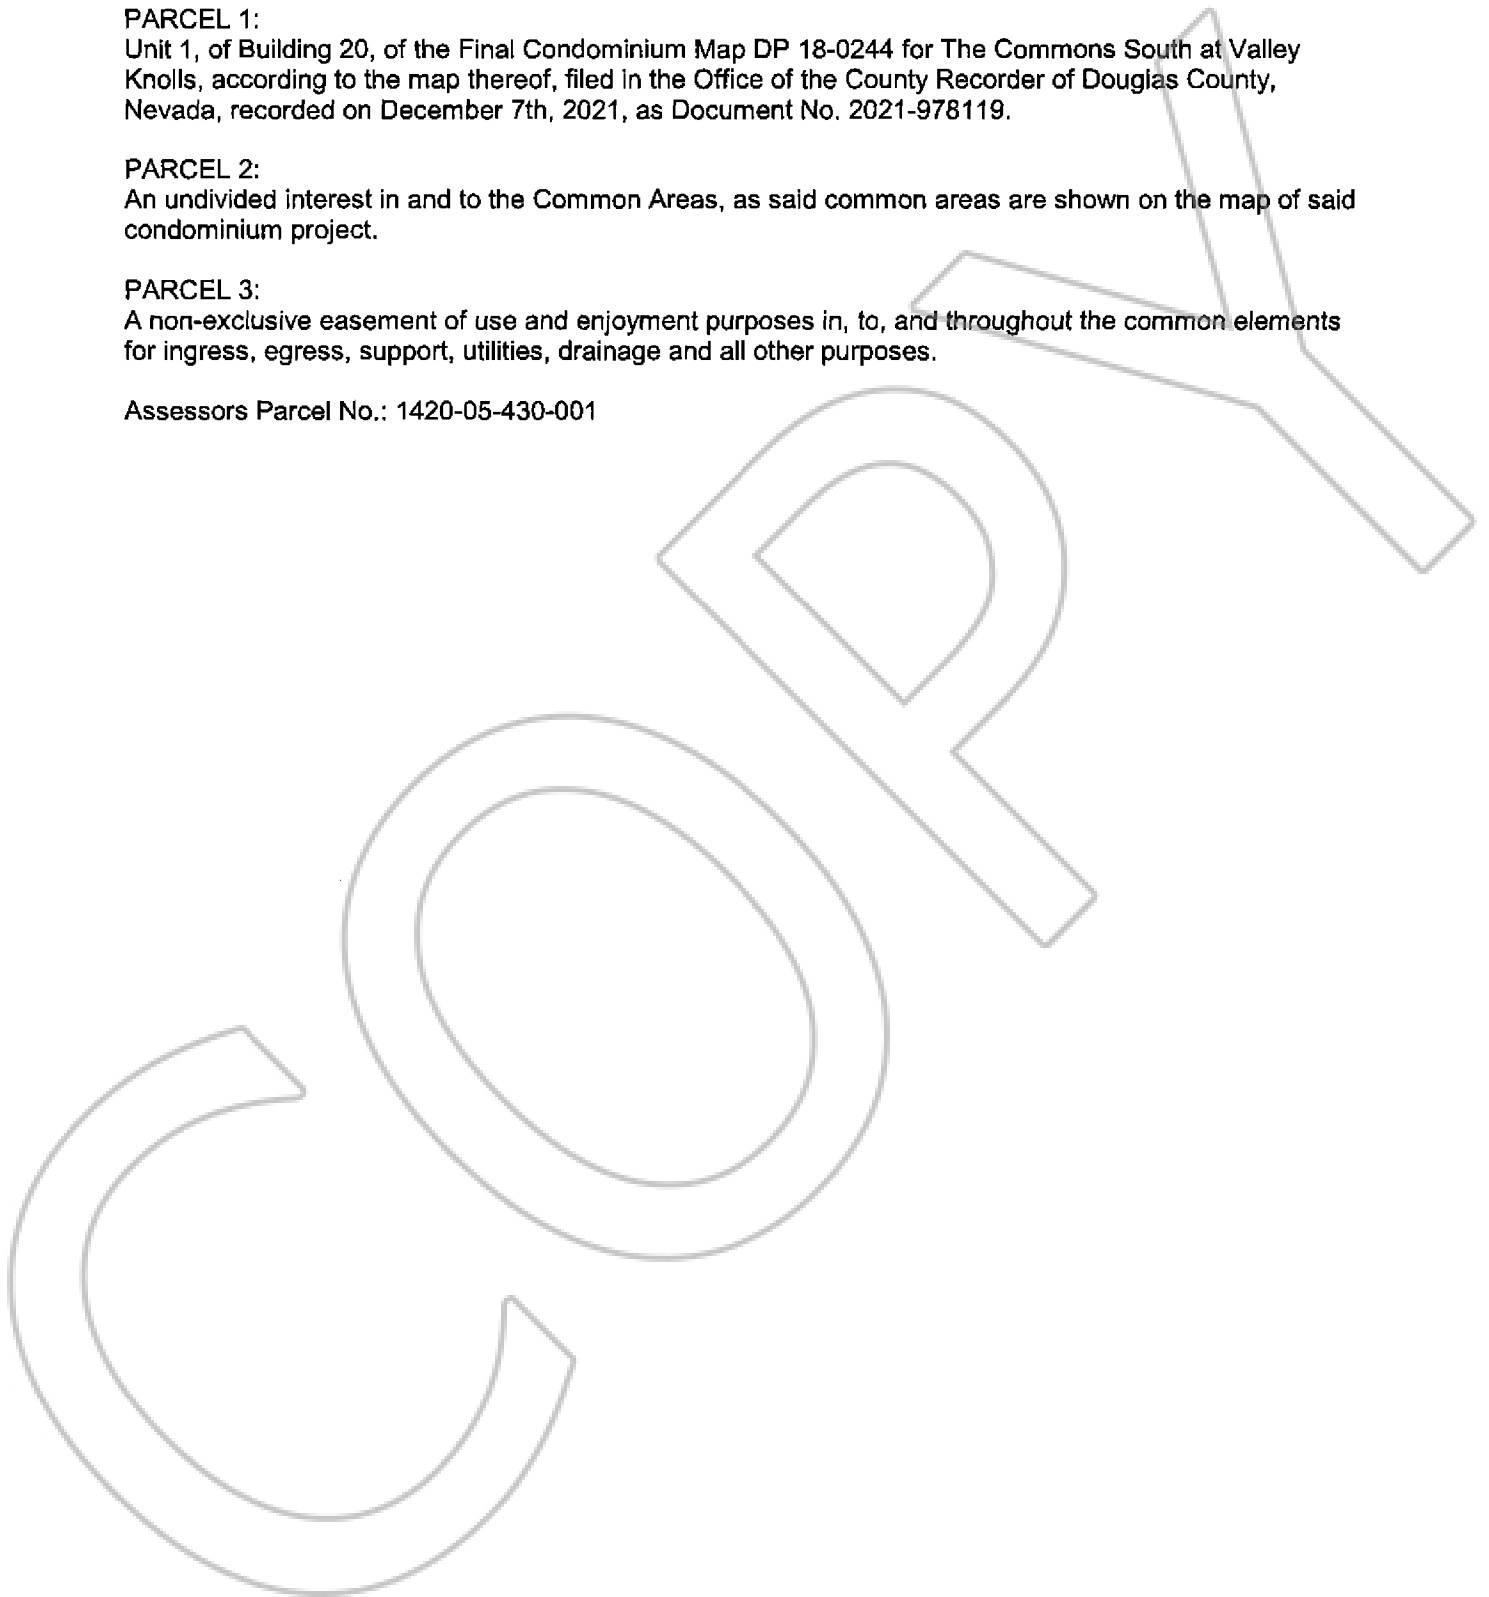 PARCEL 1:
Unit 1, of Building 20, of the Final Condominium Map DP 18-0244 for The Commons South at Valley
Knolls, according to the map thereof, filed in the Office of the County Recorder of Douglas County,
Nevada, recorded on December 7th, 2021, as Document No. 2021-978119.
PARCEL 2:
An undivided interest in and to the Common Areas, as said common areas are shown on the map of said
condominium project.
PARCEL 3:
A non-exclusive easement of use and enjoyment purposes in, to, and throughout the common elements
for ingress, egress, support, utilities, drainage and all other purposes.
Assessors Parcel No.: 1420-05-430-001
COPY